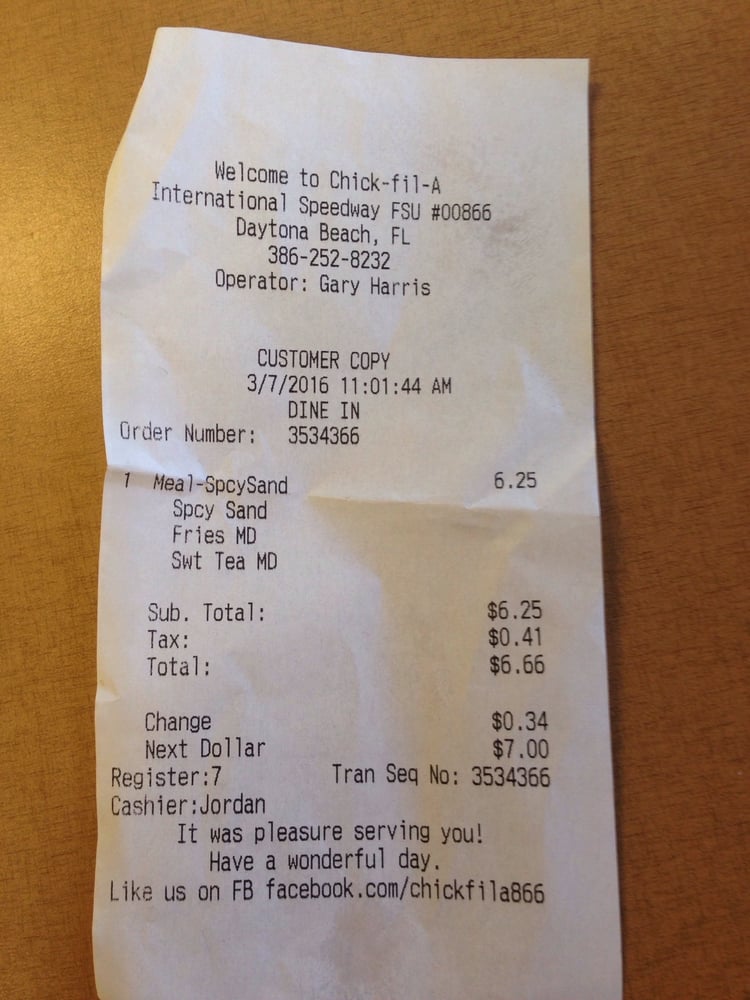 Welcome to Chick-fil-A
International Speedway FSU #00866
Daytona Beach, FL
386-252-8232
Operator: Gary Harris
CUSTOMER COPY
3/7/2016 11:01:44 AM
DINE IN
Order Number: 3534366
1 Meal-SpcySand 6.25
Spcy Sand
Fries MD
Swt Tea MD
Sub. Total: $6.25
Tax: $0.41
Total: $6.66
Change $0.34
Next Dollar $7.00
Register:7 Tran Seq No: 3534366
Cashier:Jordan
It was pleasure serving you!
Have a wonderful day.
Like us on FB facebook.com/chickfila866